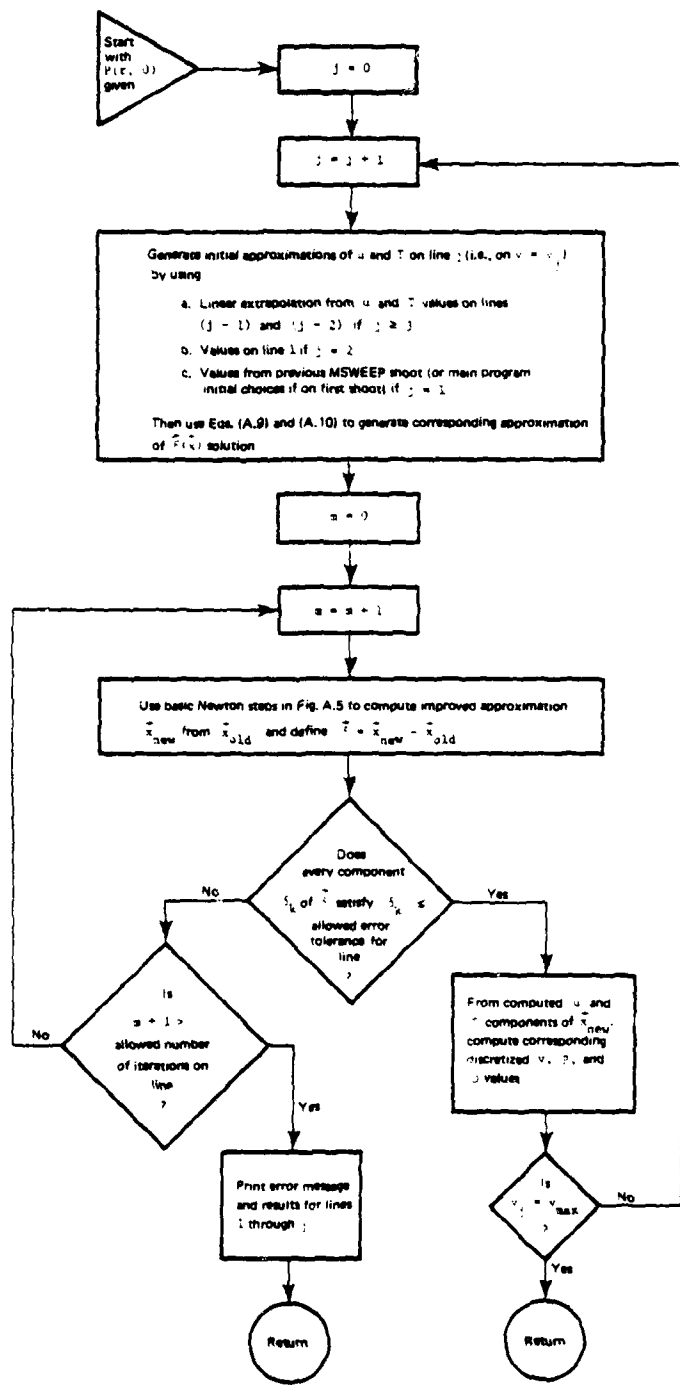 Start
with
P(r, 0)
given
j = 0
j = j + 1
Generate initial approximations of u and T on line j (i.e., on v = v_j)
by using
a. Linear extrapolation from u and T values on lines
(j - 1) and (j - 2) if j ≥ 3
b. Values on line 1 if j = 2
c. Values from previous MSWEEP shoot (or main program
initial choices if on first shoot) if j = 1
Then use Eqs. (A.9) and (A.10) to generate corresponding approximation
of F(x) solution
m = 0
m = m + 1
Use basic Newton steps in Fig. A.5 to compute improved approximation
x_new from x_old and define = x_new - x_old
Does
every component
of satisfy ≤
allowed error
tolerance for
line
?
No
Yes
Is
m + 1 >
allowed number
of iterations on
line
?
No
Yes
From computed u and
T components of x_new,
compute corresponding
discretized v, and
values
Print error message
and results for lines
1 through j
Is
v_j = v_max
?
No
Yes
Return
Return